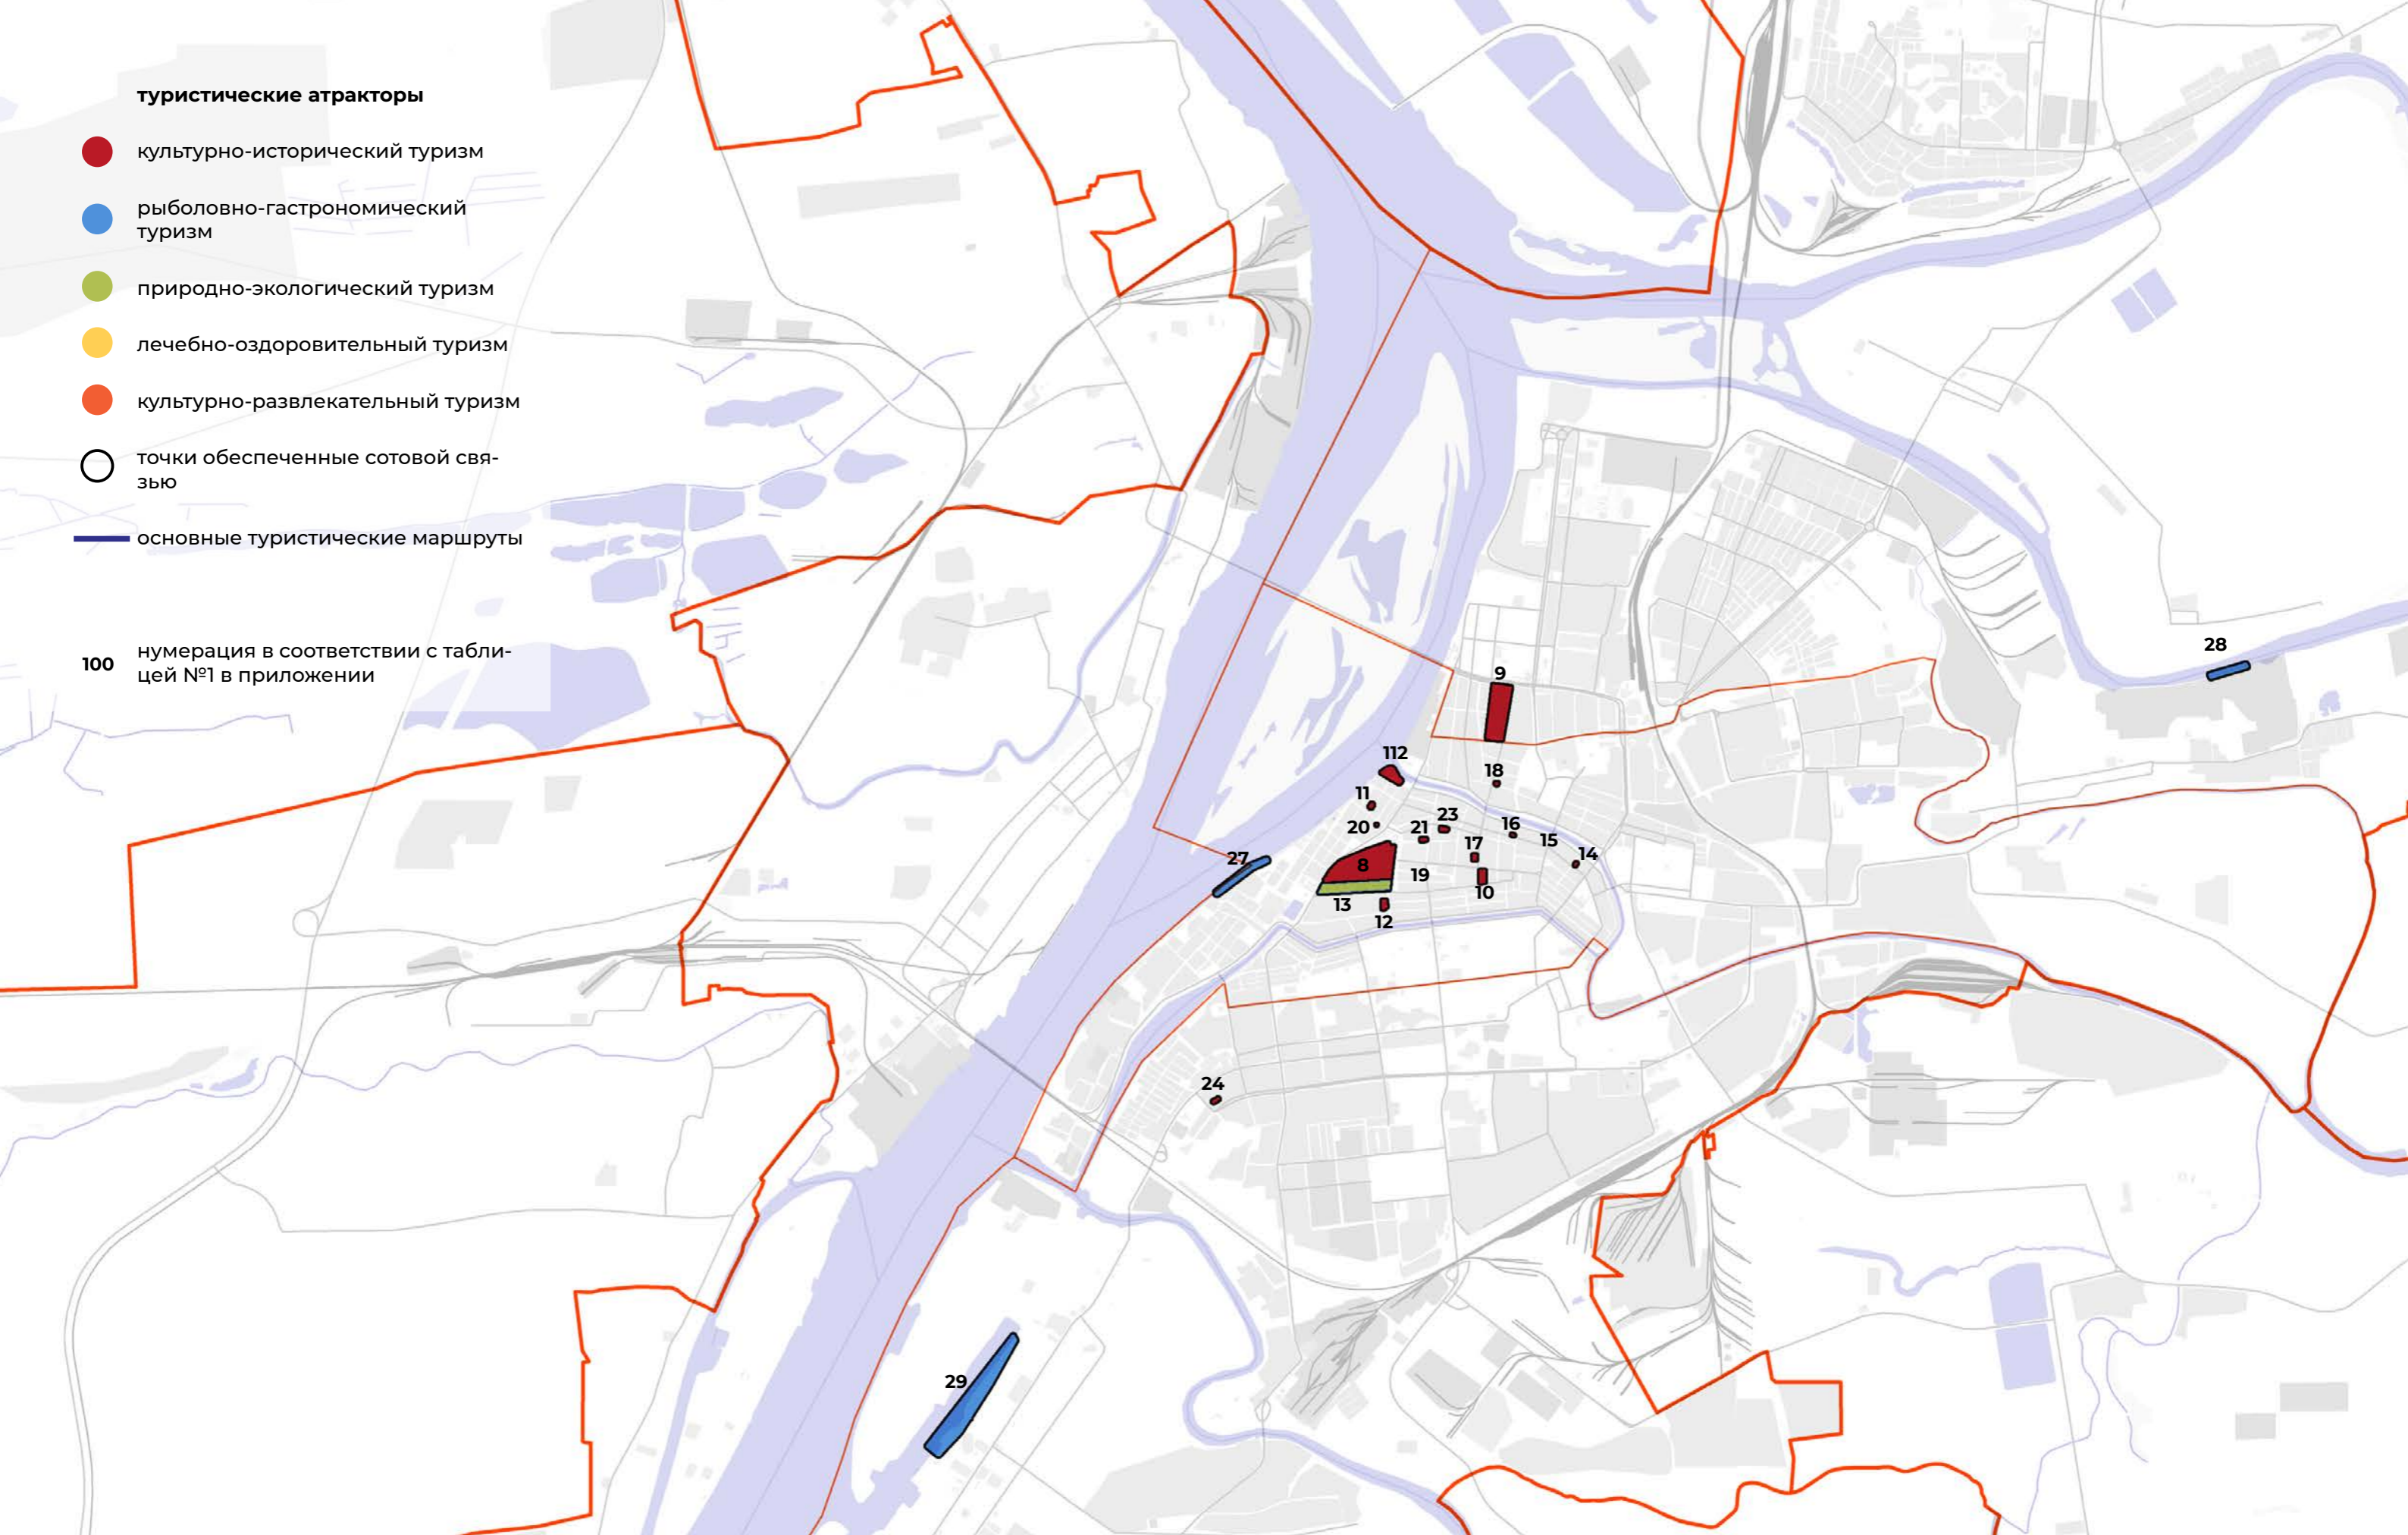 туристические атракторы
культурно-исторический туризм
рыболовно-гастрономический
туризм
природно-экологический туризм
лечебно-оздоровительный туризм
культурно-развлекательный туризм
точки обеспеченные сотовой свя-
зью
основные туристические маршруты
100
нумерация в соответствии с табли-
цей №1 в приложении
28
9
112
18
11
20
21
23
17
16
15
14
27
8
19
10
13
12
24
29